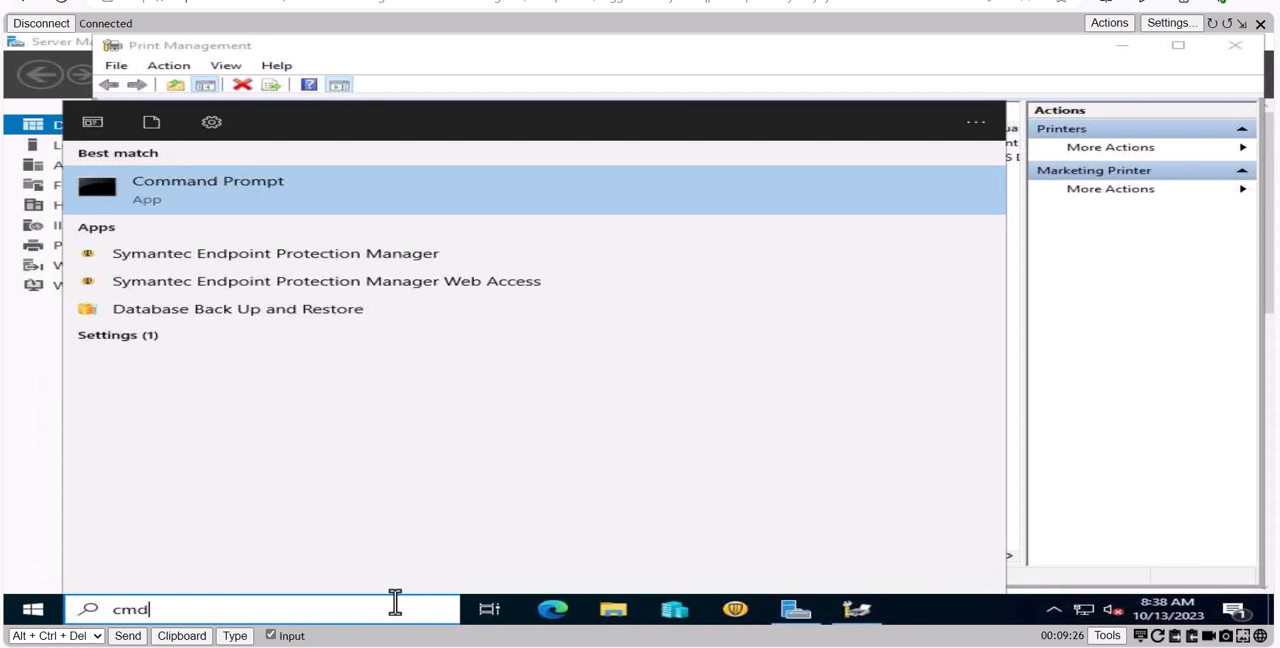 Disconnect Connected Actions Settings...
Server Ma Print Management
File Action View Help
Actions
Printers
More Actions
Marketing Printer
More Actions
Best match
Command Prompt
App
Apps
Symantec Endpoint Protection Manager
Symantec Endpoint Protection Manager Web Access
Database Back Up and Restore
Settings (1)
cmd
8:38 AM
10/13/2023
1
Alt + Ctrl + Del Send Clipboard Type Input 00:09:26 Tools